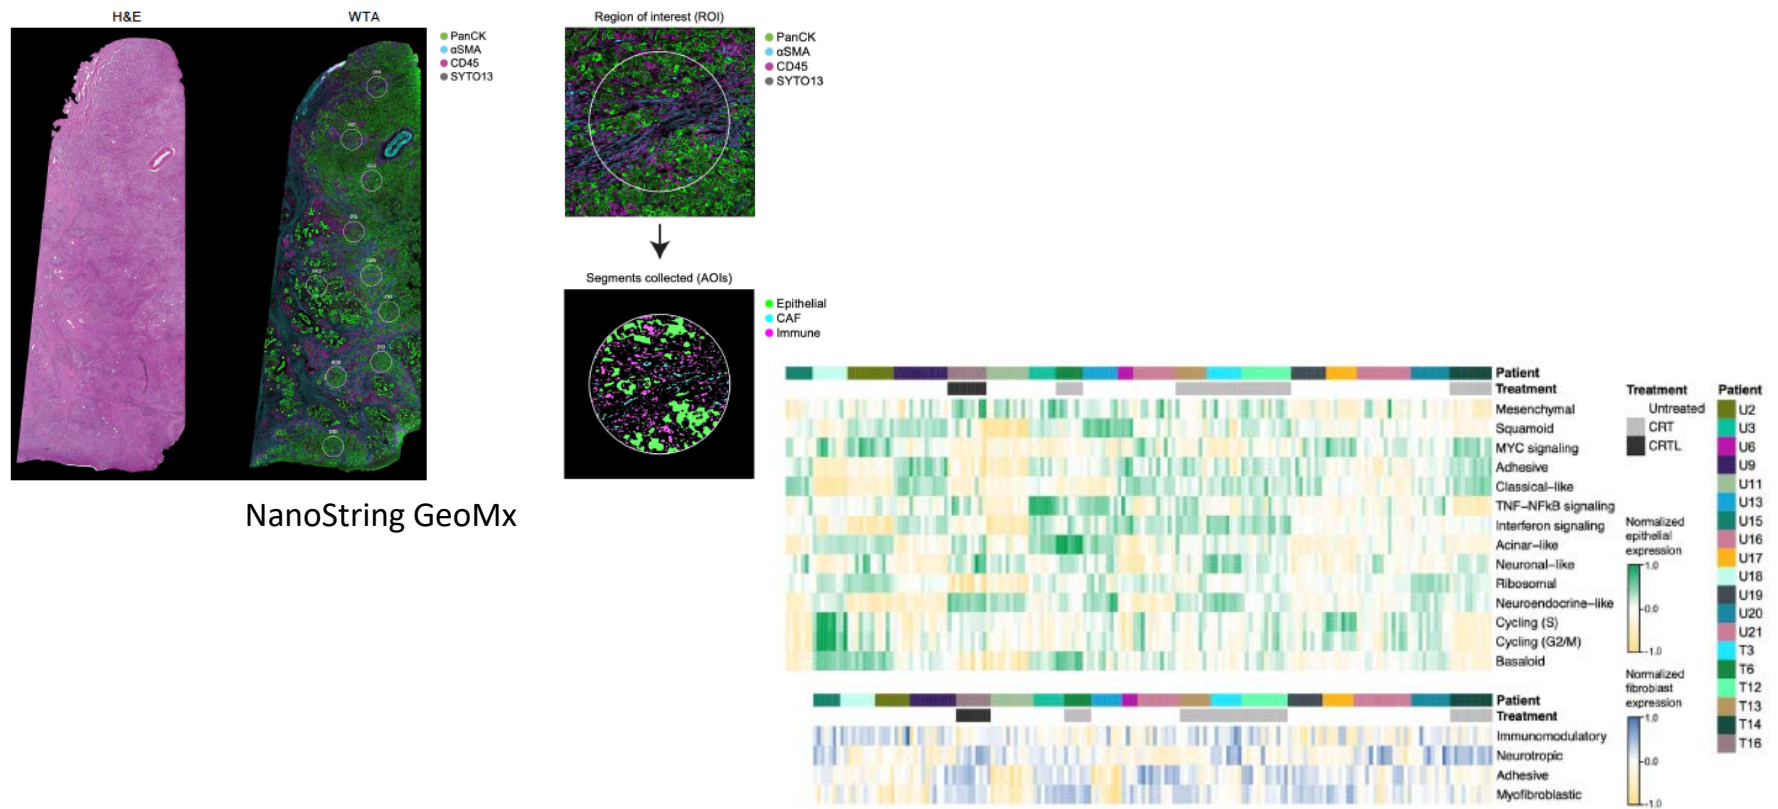 H&E
WTA
PanCK
αSMA
CD45
SYTO13
Region of interest (ROI)
PanCK
αSMA
CD45
SYTO13
Segments collected (AOIs)
Epithelial
CAF
Immune
NanoString GeoMx
Patient
Treatment
Mesenchymal
Squamoid
MYC signaling
Adhesive
Classical-like
TNF-NFkB signaling
Interferon signaling
Acinar-like
Neuronal-like
Ribosomal
Neuroendocrine-like
Cycling (S)
Cycling (G2/M)
Basaloid
Patient
Treatment
Immunomodulatory
Neurotropic
Adhesive
Myofibroblastic
Treatment
Untreated
CRT
CRTL
Normalized
epithelial
expression
1.0
0.0
-1.0
Normalized
fibroblast
expression
1.0
0.0
-1.0
Patient
U2
U3
U6
U9
U11
U13
U15
U16
U17
U18
U19
U20
U21
T3
T6
T12
T13
T14
T16